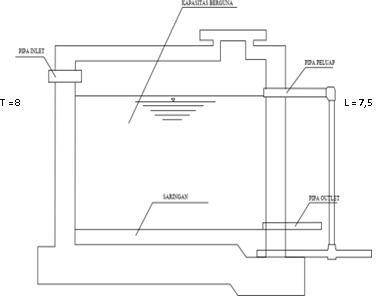 KAPASITAS BERGUNA
PIPA INLET
PIPA PELUAP
T = 8
L = 7,5
SARINGAN
PIPA OUTLET